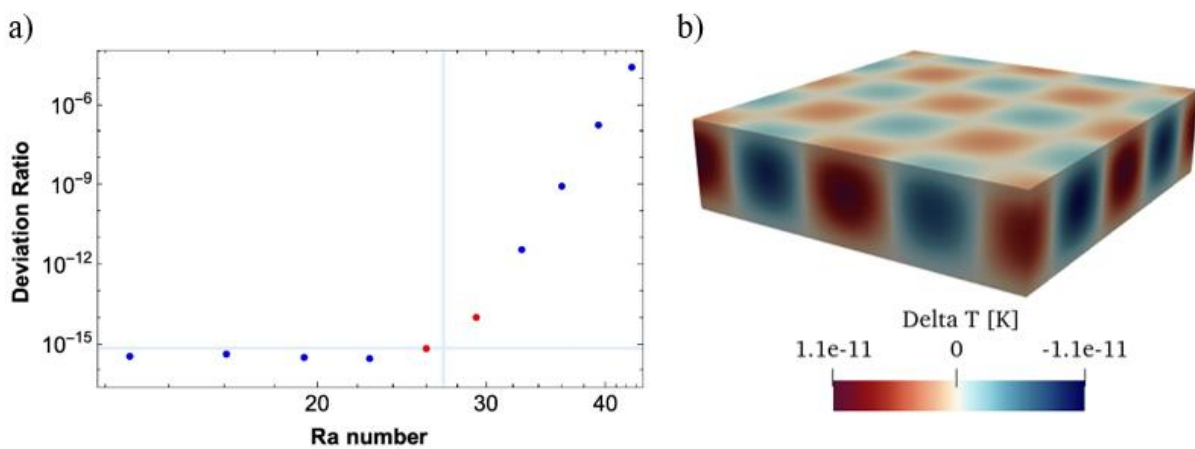 a)
b)
Deviation Ratio
10⁻⁶
10⁻⁹
10⁻¹²
10⁻¹⁵
20 30 40
Ra number
Delta T [K]
1.1e-11 0 -1.1e-11